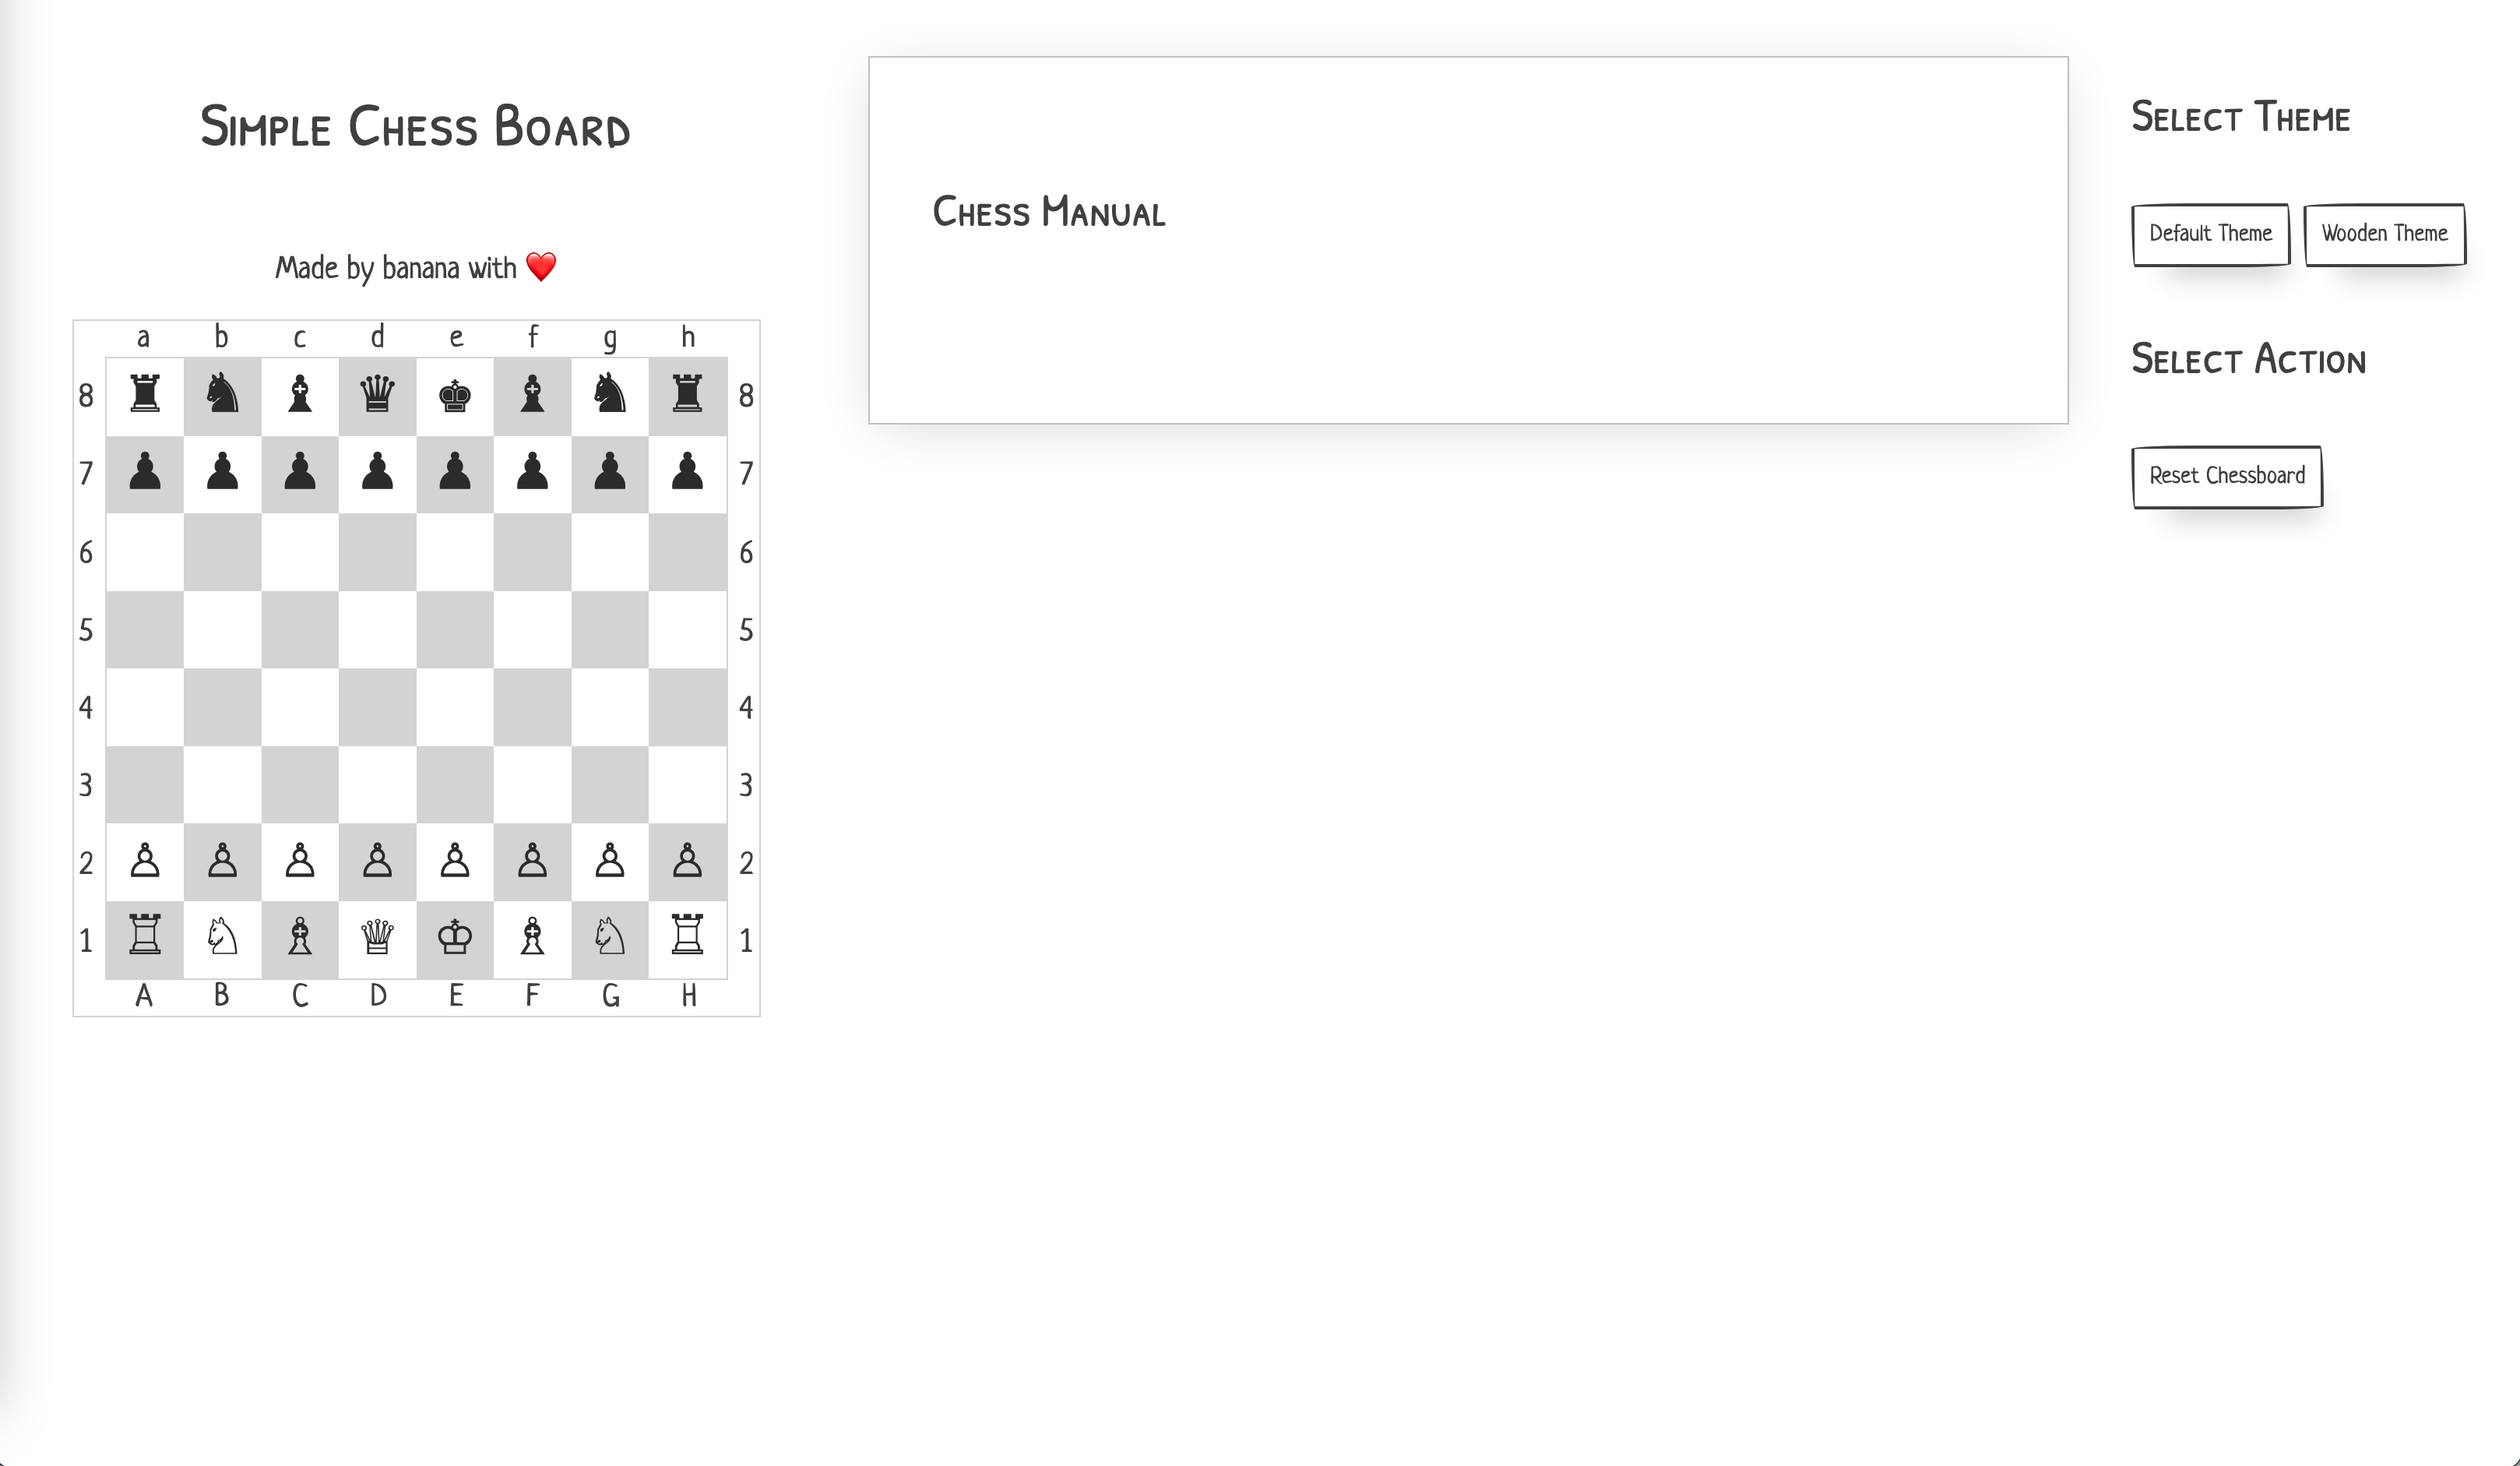 Simple Chess Board
Made by banana with ❤️
a b c d e f g h
8 8
7 7
6 6
5 5
4 4
3 3
2 2
1 1
A B C D E F G H
Chess Manual
Select Theme
Default Theme Wooden Theme
Select Action
Reset Chessboard